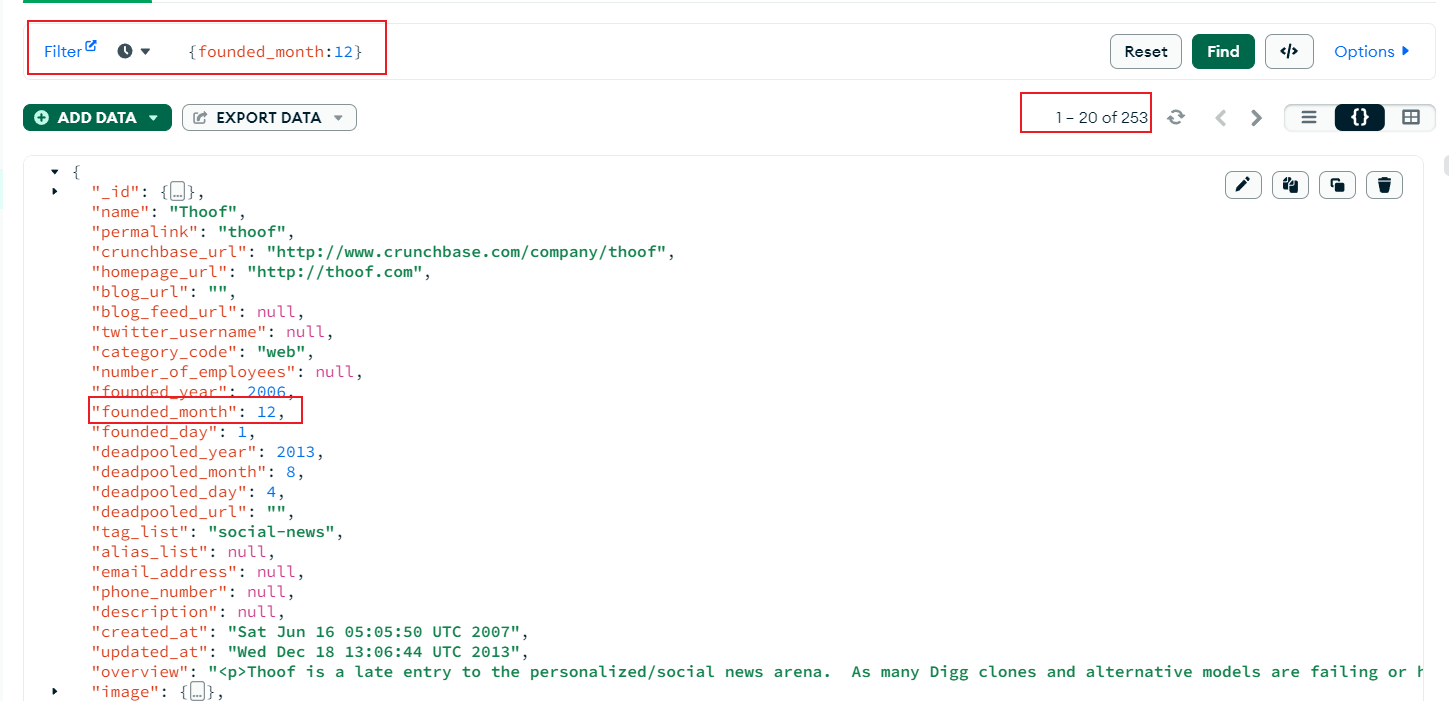 Filter {founded_month:12} Reset Find </> Options
ADD DATA EXPORT DATA 1 – 20 of 253 {}
{
"_id": {…},
"name": "Thoof",
"permalink": "thoof",
"crunchbase_url": "http://www.crunchbase.com/company/thoof",
"homepage_url": "http://thoof.com",
"blog_url": "",
"blog_feed_url": null,
"twitter_username": null,
"category_code": "web",
"number_of_employees": null,
"founded_year": 2006,
"founded_month": 12,
"founded_day": 1,
"deadpooled_year": 2013,
"deadpooled_month": 8,
"deadpooled_day": 4,
"deadpooled_url": "",
"tag_list": "social-news",
"alias_list": null,
"email_address": null,
"phone_number": null,
"description": null,
"created_at": "Sat Jun 16 05:05:50 UTC 2007",
"updated_at": "Wed Dec 18 13:06:44 UTC 2013",
"overview": "<p>Thoof is a late entry to the personalized/social news arena.  As many Digg clones and alternative models are failing or
"image": {…},